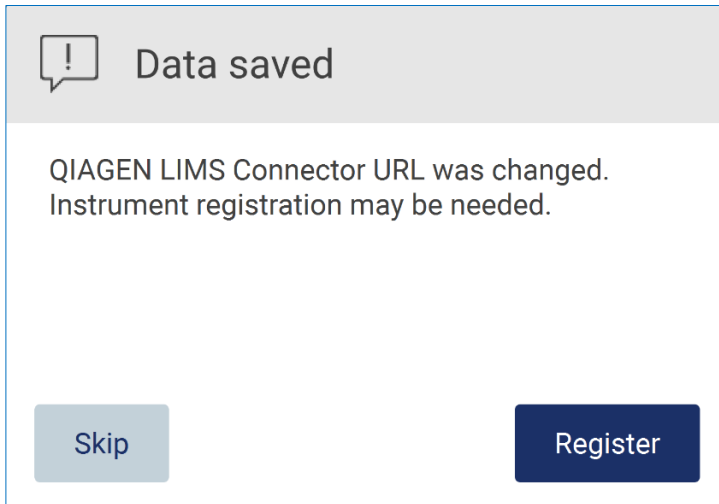 Data saved
QIAGEN LIMS Connector URL was changed.
Instrument registration may be needed.
Skip
Register